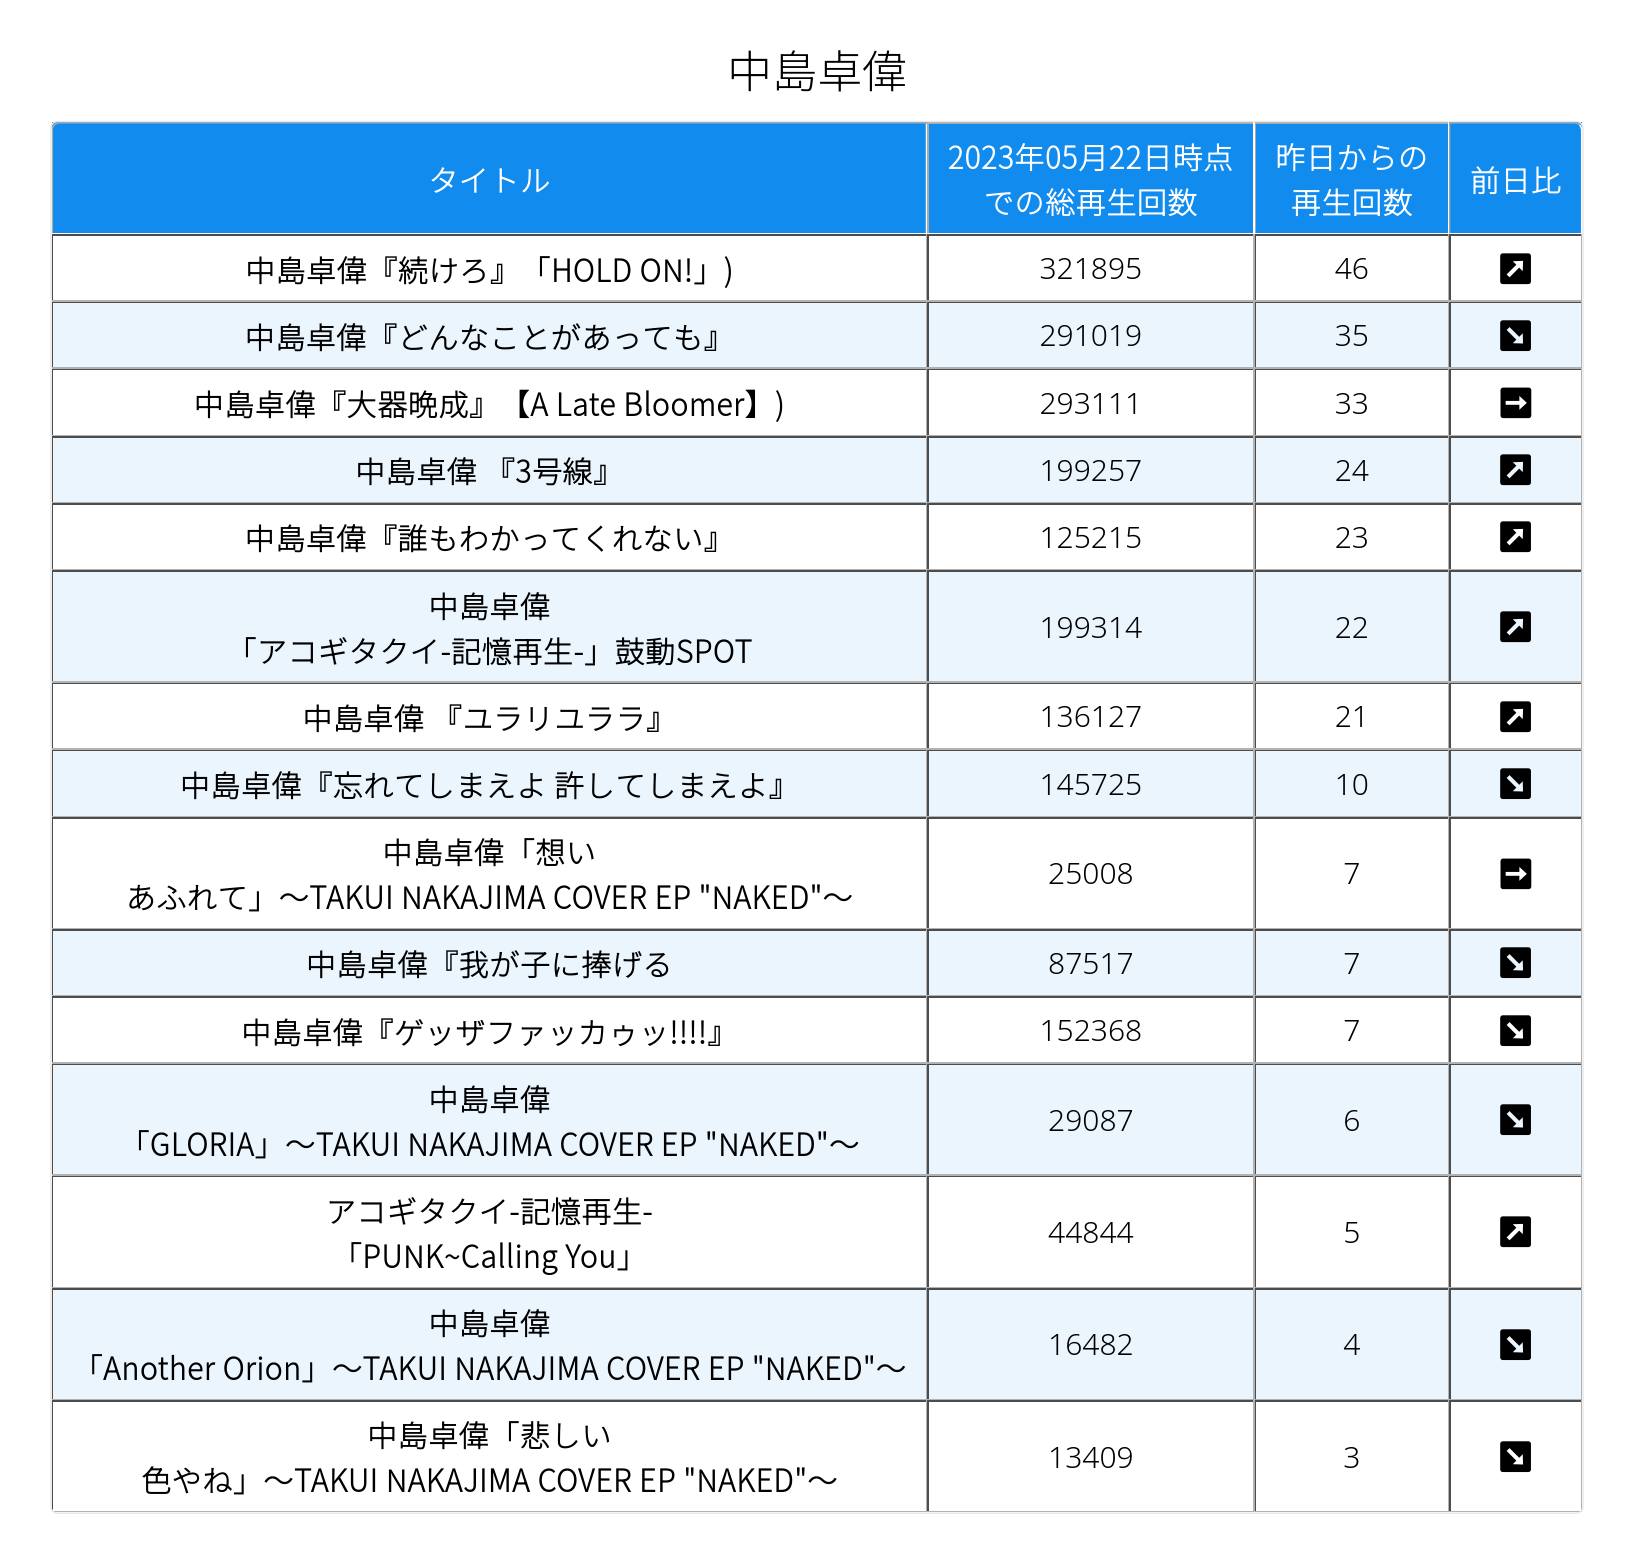 中島卓偉
タイトル
2023年05月22日時点
での総再生回数
昨日からの
再生回数
前日比
中島卓偉『続けろ』「HOLD ON!」)
321895
46
↗
中島卓偉『どんなことがあっても』
291019
35
↘
中島卓偉『大器晩成』【A Late Bloomer】)
293111
33
→
中島卓偉 『3号線』
199257
24
↗
中島卓偉『誰もわかってくれない』
125215
23
↗
中島卓偉
「アコギタクイ-記憶再生-」鼓動SPOT
199314
22
↗
中島卓偉 『ユラリユララ』
136127
21
↗
中島卓偉『忘れてしまえよ 許してしまえよ』
145725
10
↘
中島卓偉「想い
あふれて」～TAKUI NAKAJIMA COVER EP "NAKED"～
25008
7
→
中島卓偉『我が子に捧げる
87517
7
↘
中島卓偉『ゲッザファッカゥッ!!!!』
152368
7
↘
中島卓偉
「GLORIA」～TAKUI NAKAJIMA COVER EP "NAKED"～
29087
6
↘
アコギタクイ-記憶再生-
「PUNK~Calling You」
44844
5
↗
中島卓偉
「Another Orion」～TAKUI NAKAJIMA COVER EP "NAKED"～
16482
4
↘
中島卓偉「悲しい
色やね」～TAKUI NAKAJIMA COVER EP "NAKED"～
13409
3
↘